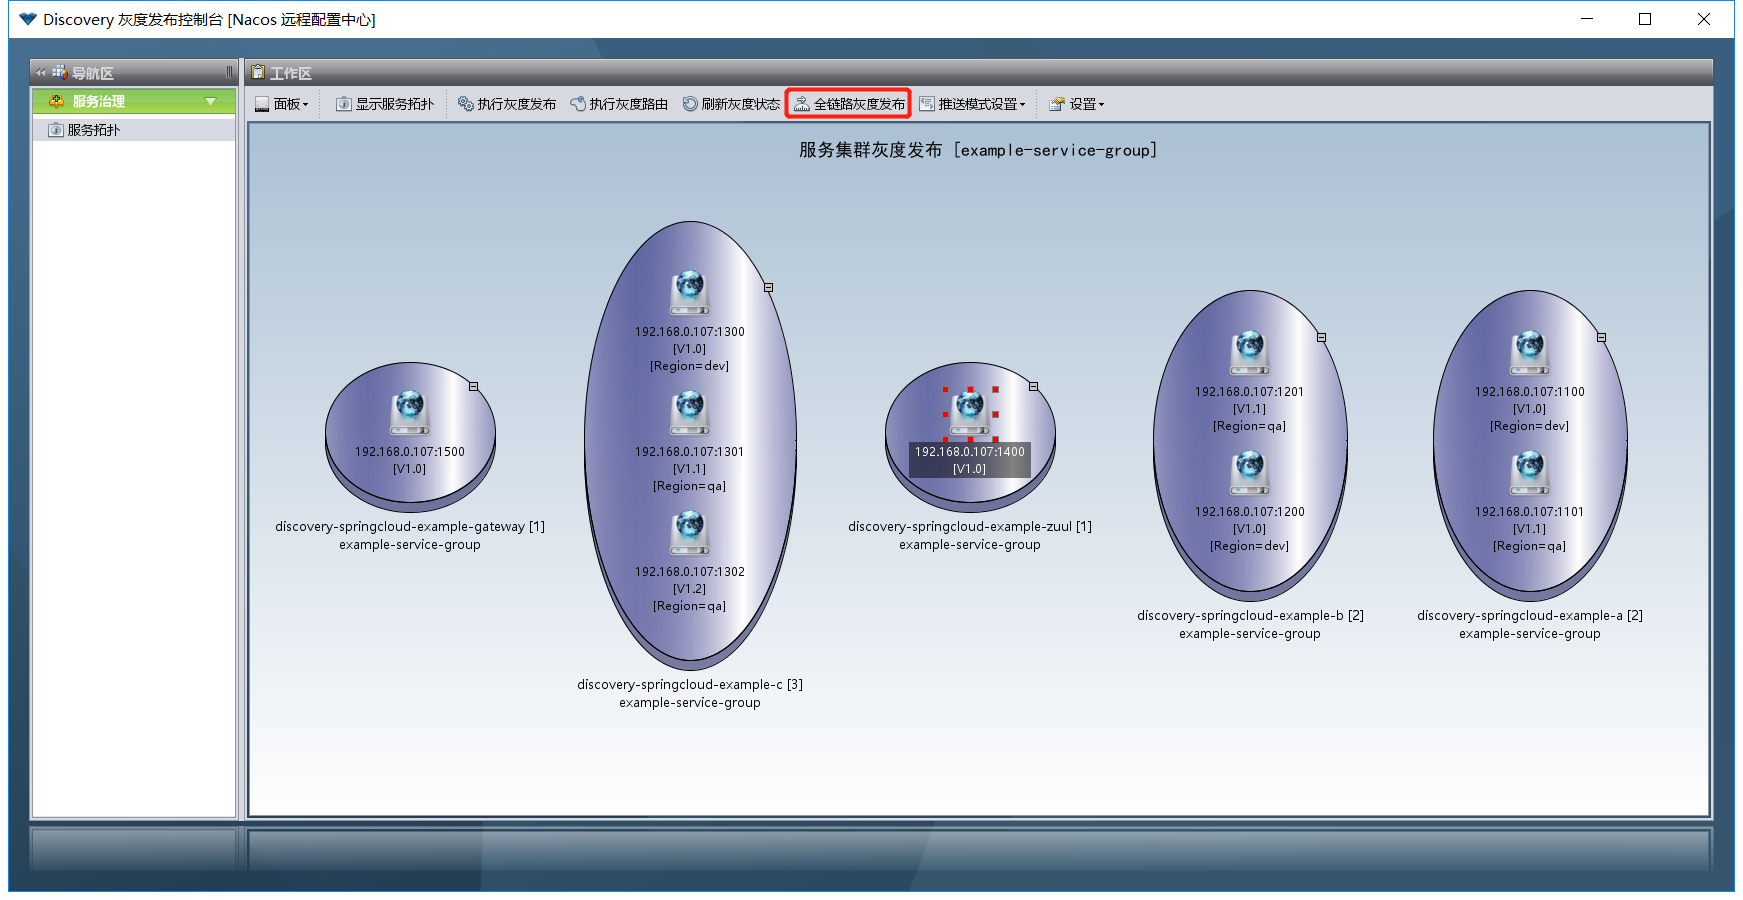 Discovery 灰度发布控制台 [Nacos 远程配置中心]
导航区
工作区
服务治理
服务拓扑
面板 显示服务拓扑 执行灰度发布 执行灰度路由 刷新灰度状态 全链路灰度发布 推送模式设置 设置
服务集群灰度发布 [example-service-group]
192.168.0.107:1500
[V1.0]
discovery-springcloud-example-gateway [1]
example-service-group
192.168.0.107:1300
[V1.0]
[Region=dev]
192.168.0.107:1301
[V1.1]
[Region=qa]
192.168.0.107:1302
[V1.2]
[Region=qa]
discovery-springcloud-example-c [3]
example-service-group
192.168.0.107:1400
[V1.0]
discovery-springcloud-example-zuul [1]
example-service-group
192.168.0.107:1201
[V1.1]
[Region=qa]
192.168.0.107:1200
[V1.0]
[Region=dev]
discovery-springcloud-example-b [2]
example-service-group
192.168.0.107:1100
[V1.0]
[Region=dev]
192.168.0.107:1101
[V1.1]
[Region=qa]
discovery-springcloud-example-a [2]
example-service-group